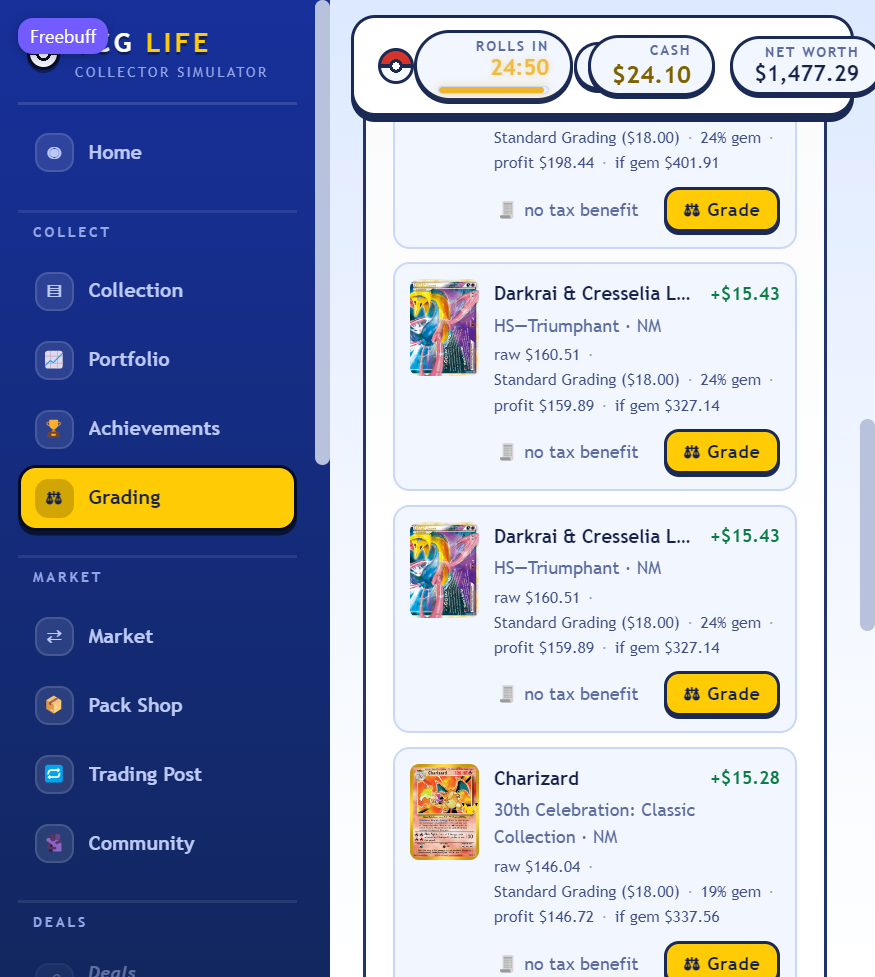 Freebuff
CG LIFE
COLLECTOR SIMULATOR
Home
COLLECT
Collection
Portfolio
Achievements
Grading
MARKET
Market
Pack Shop
Trading Post
Community
DEALS
Deals
ROLLS IN
24:50
CASH
$24.10
NET WORTH
$1,477.29
Standard Grading ($18.00) · 24% gem ·
profit $198.44 · if gem $401.91
no tax benefit
Grade
Darkrai & Cresselia L... +$15.43
HS—Triumphant · NM
raw $160.51 ·
Standard Grading ($18.00) · 24% gem ·
profit $159.89 · if gem $327.14
no tax benefit
Grade
Darkrai & Cresselia L... +$15.43
HS—Triumphant · NM
raw $160.51 ·
Standard Grading ($18.00) · 24% gem ·
profit $159.89 · if gem $327.14
no tax benefit
Grade
Charizard +$15.28
30th Celebration: Classic
Collection · NM
raw $146.04 ·
Standard Grading ($18.00) · 19% gem ·
profit $146.72 · if gem $337.56
no tax benefit
Grade